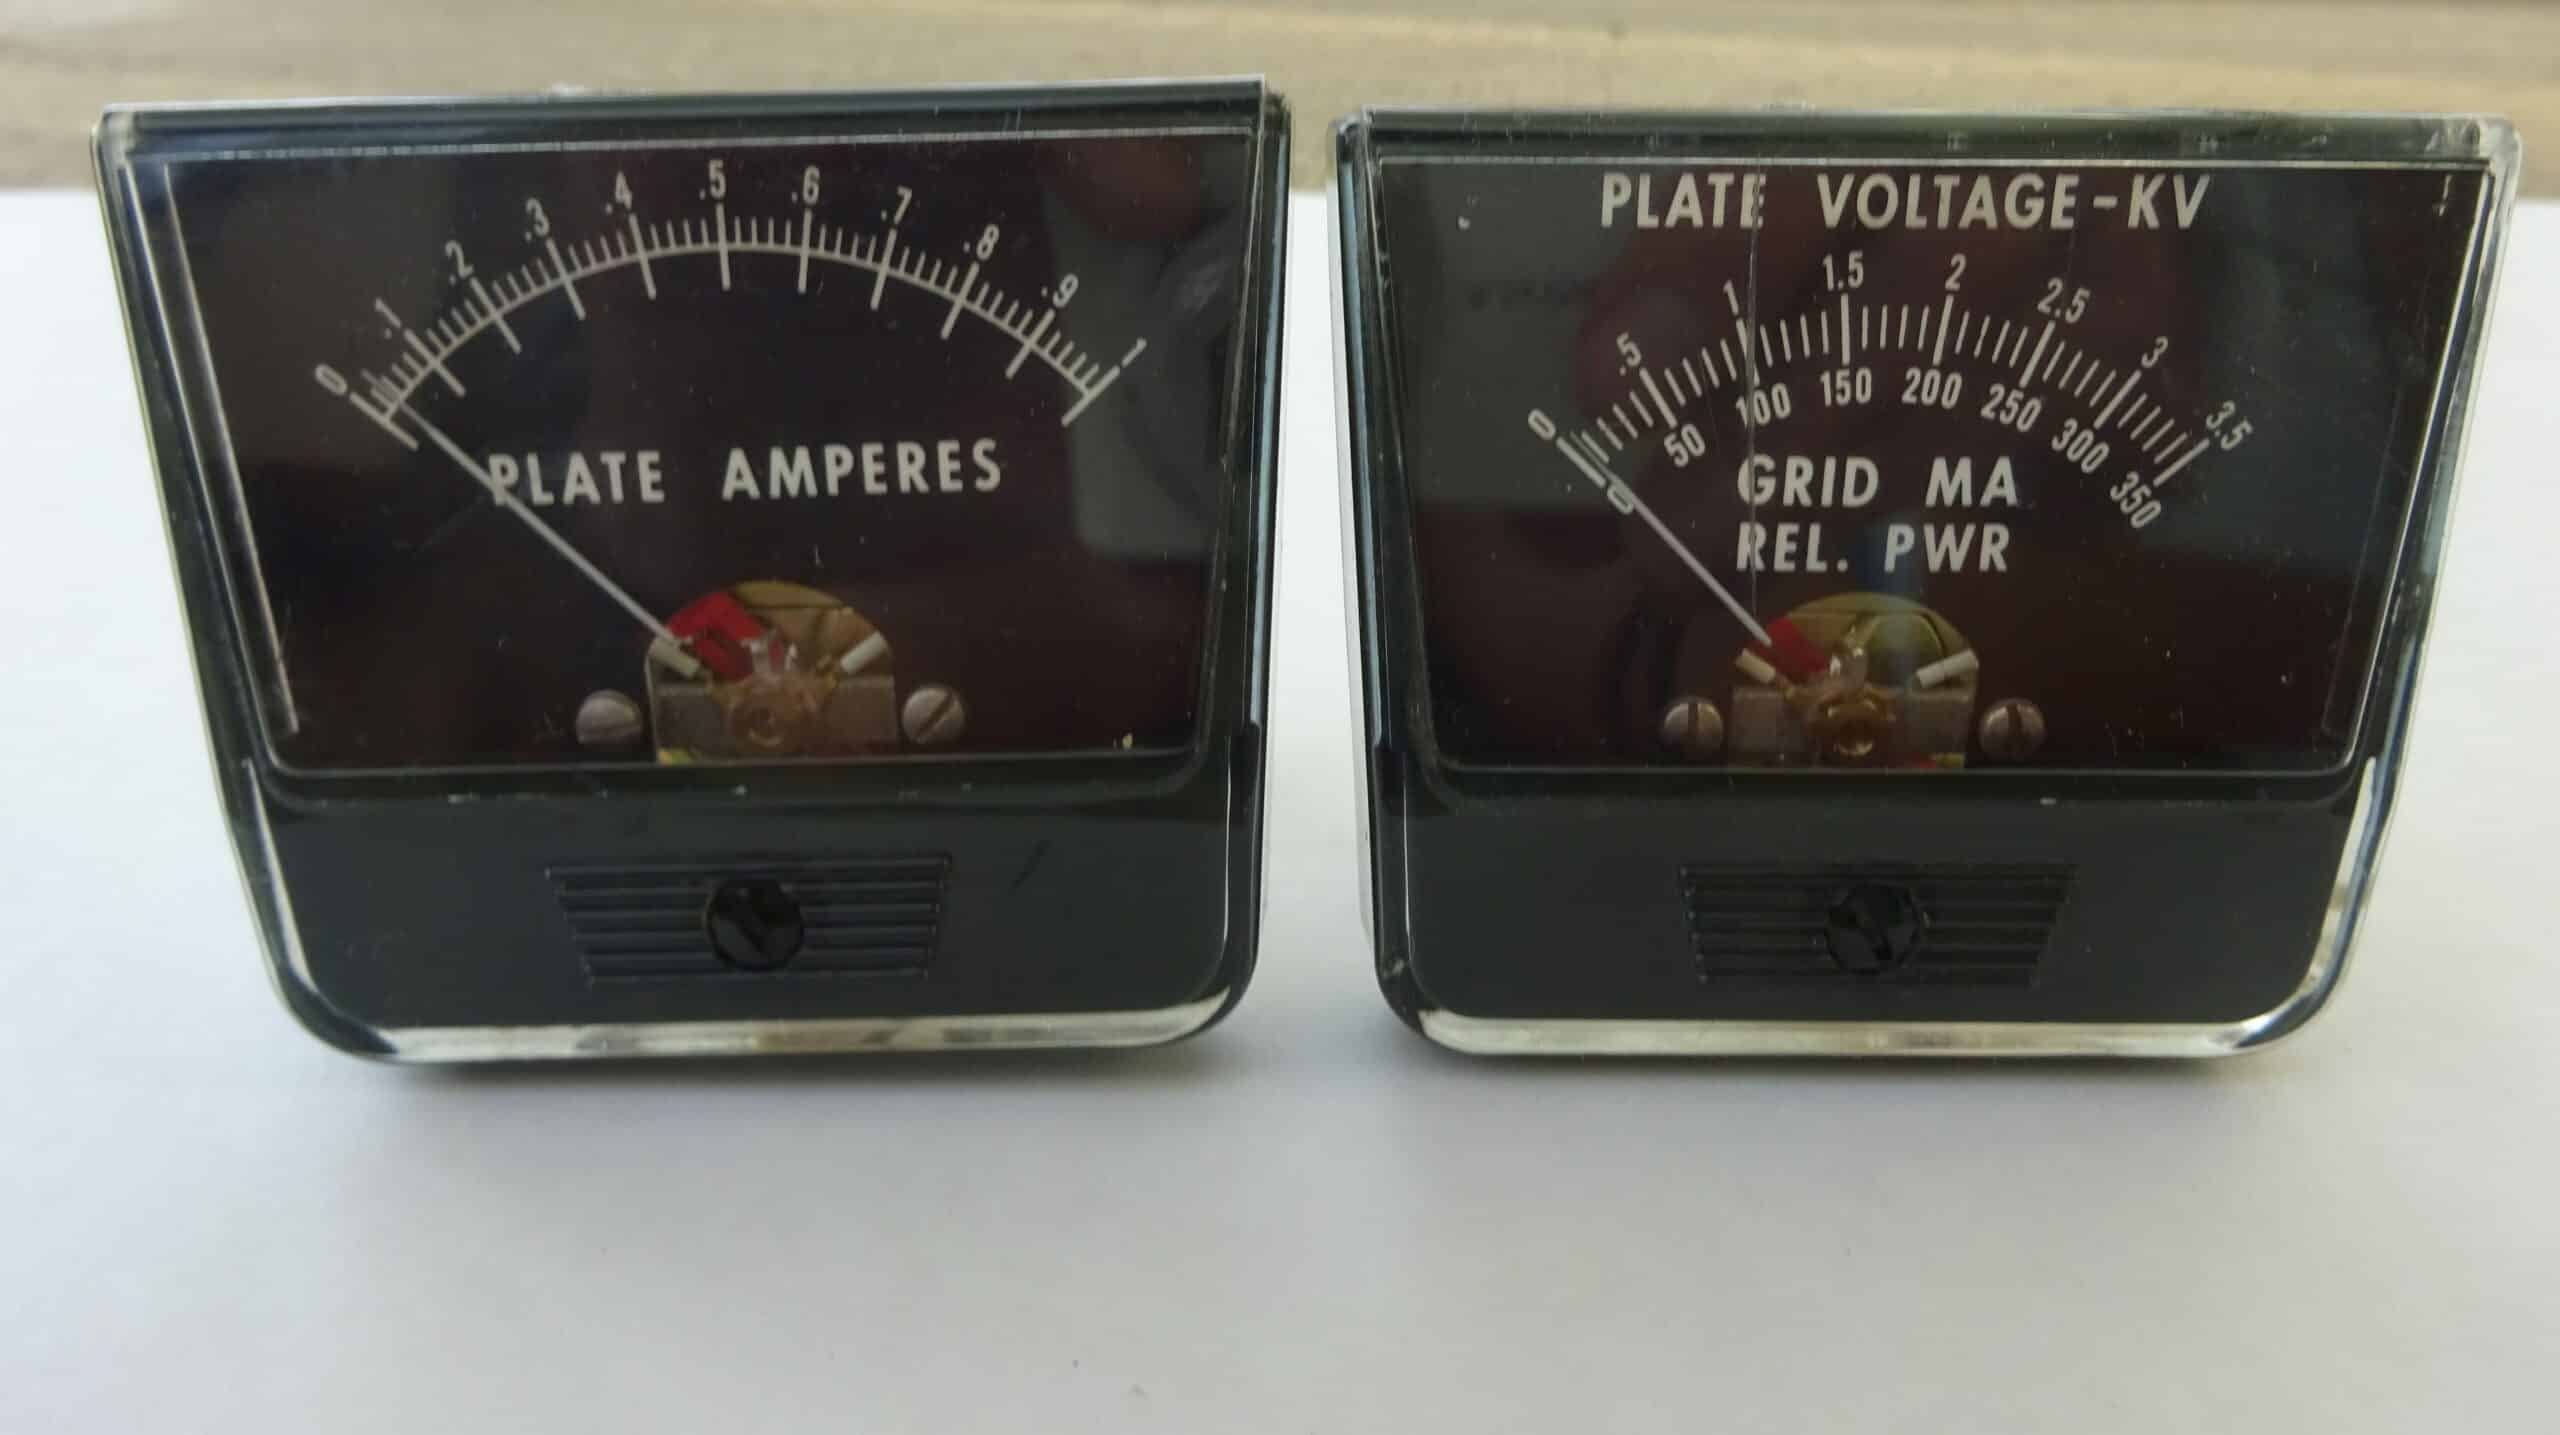 0 .1 .2 .3 .4 .5 .6 .7 .8 .9 1
PLATE AMPERES
PLATE VOLTAGE-KV
0 .5 1 1.5 2 2.5 3 3.5
0 50 100 150 200 250 300 350
GRID MA
REL. PWR